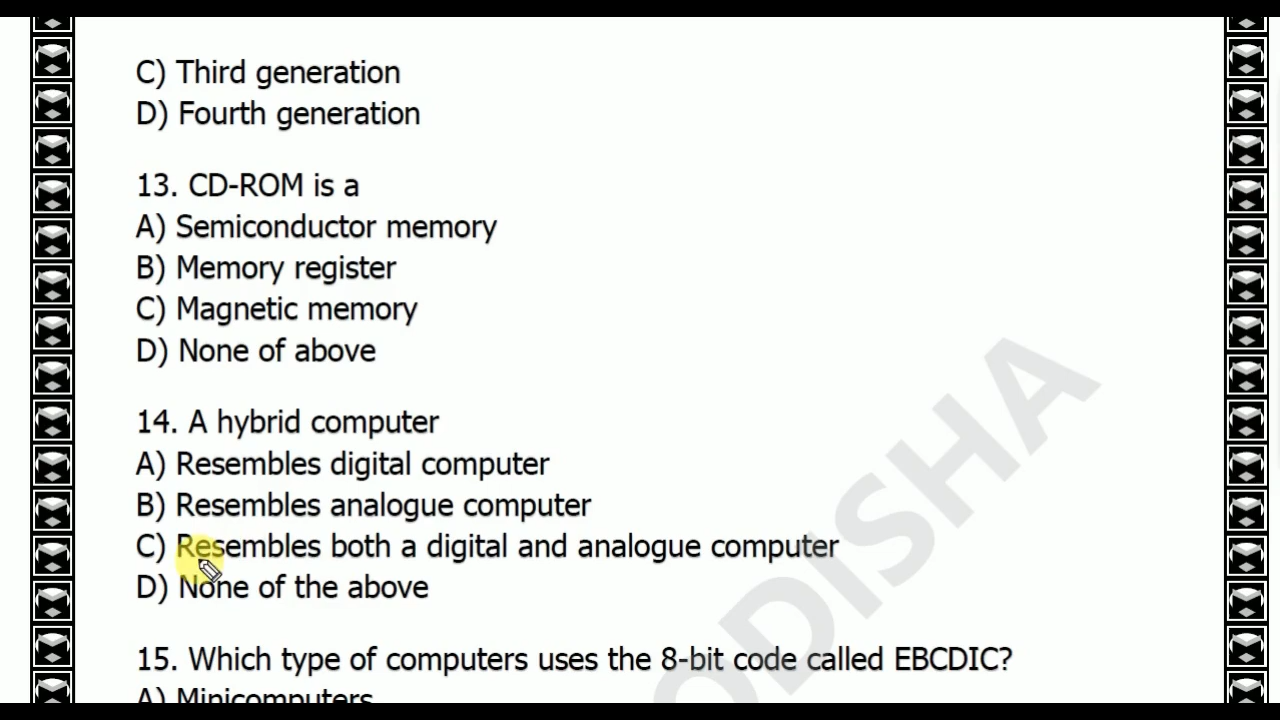 C) Third generation
D) Fourth generation
13. CD-ROM is a
A) Semiconductor memory
B) Memory register
C) Magnetic memory
D) None of above
14. A hybrid computer
A) Resembles digital computer
B) Resembles analogue computer
C) Resembles both a digital and analogue computer
D) None of the above
15. Which type of computers uses the 8-bit code called EBCDIC?
A) Minicomputers
ODISHA